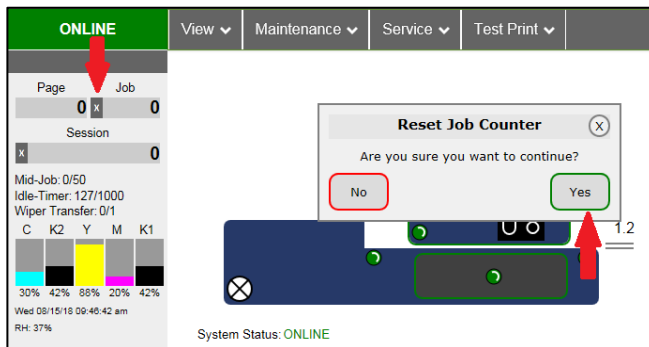 ONLINE View Maintenance Service Test Print
Page Job
0 x 0
Session
x 0
Mid-Job: 0/50
Idle-Timer: 127/1000
Wiper Transfer: 0/1
C K2 Y M K1
30% 42% 88% 20% 42%
Wed 08/15/18 09:46:42 am
RH: 37%
Reset Job Counter X
Are you sure you want to continue?
No Yes
1.2
System Status: ONLINE